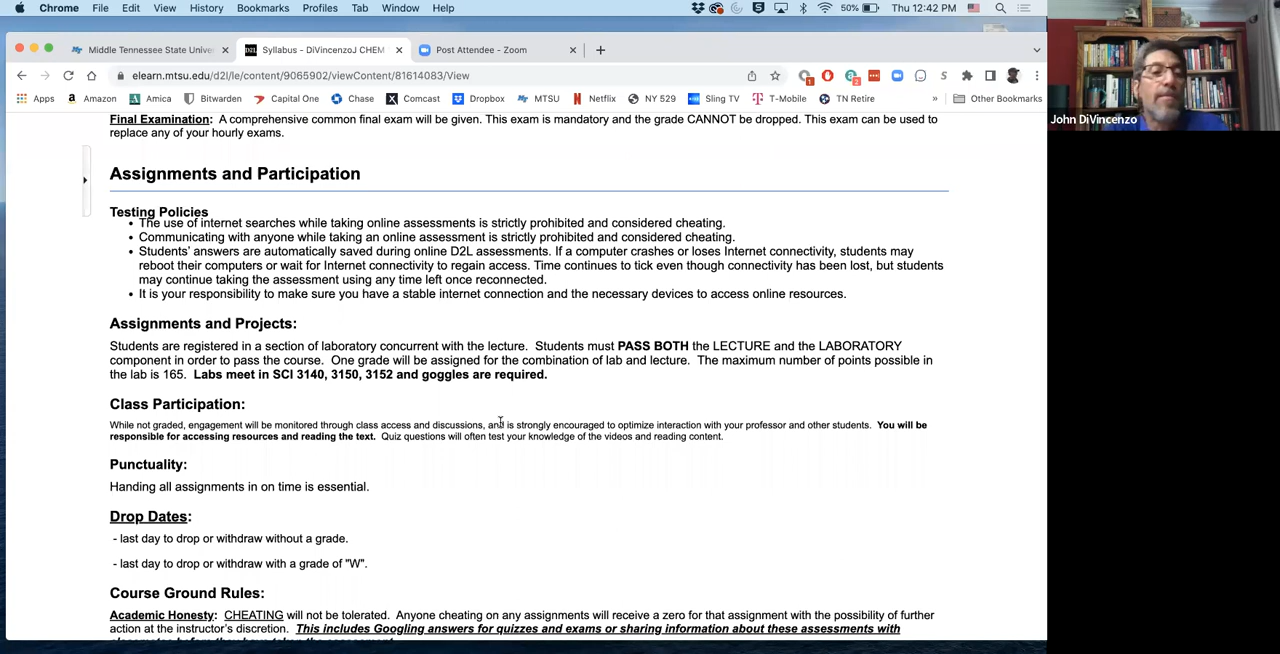 Chrome File Edit View History Bookmarks Profiles Tab Window Help 50% Thu 12:42 PM
Middle Tennessee State Univer Syllabus - DiVincenzoJ CHEM Post Attendee - Zoom
elearn.mtsu.edu/d2l/le/content/9065902/viewContent/81614083/View
Apps Amazon Amica Bitwarden Capital One Chase Comcast Dropbox MTSU Netflix NY 529 Sling TV T-Mobile TN Retire » Other Bookmarks
John DiVincenzo
Final Examination: A comprehensive common final exam will be given. This exam is mandatory and the grade CANNOT be dropped. This exam can be used to
replace any of your hourly exams.
Assignments and Participation
Testing Policies
• The use of internet searches while taking online assessments is strictly prohibited and considered cheating.
• Communicating with anyone while taking an online assessment is strictly prohibited and considered cheating.
• Students' answers are automatically saved during online D2L assessments. If a computer crashes or loses Internet connectivity, students may
reboot their computers or wait for Internet connectivity to regain access. Time continues to tick even though connectivity has been lost, but students
may continue taking the assessment using any time left once reconnected.
• It is your responsibility to make sure you have a stable internet connection and the necessary devices to access online resources.
Assignments and Projects:
Students are registered in a section of laboratory concurrent with the lecture. Students must PASS BOTH the LECTURE and the LABORATORY
component in order to pass the course. One grade will be assigned for the combination of lab and lecture. The maximum number of points possible in
the lab is 165. Labs meet in SCI 3140, 3150, 3152 and goggles are required.
Class Participation:
While not graded, engagement will be monitored through class access and discussions, and is strongly encouraged to optimize interaction with your professor and other students. You will be
responsible for accessing resources and reading the text. Quiz questions will often test your knowledge of the videos and reading content.
Punctuality:
Handing all assignments in on time is essential.
Drop Dates:
- last day to drop or withdraw without a grade.
- last day to drop or withdraw with a grade of "W".
Course Ground Rules:
Academic Honesty: CHEATING will not be tolerated. Anyone cheating on any assignments will receive a zero for that assignment with the possibility of further
action at the instructor's discretion. This includes Googling answers for quizzes and exams or sharing information about these assessments with